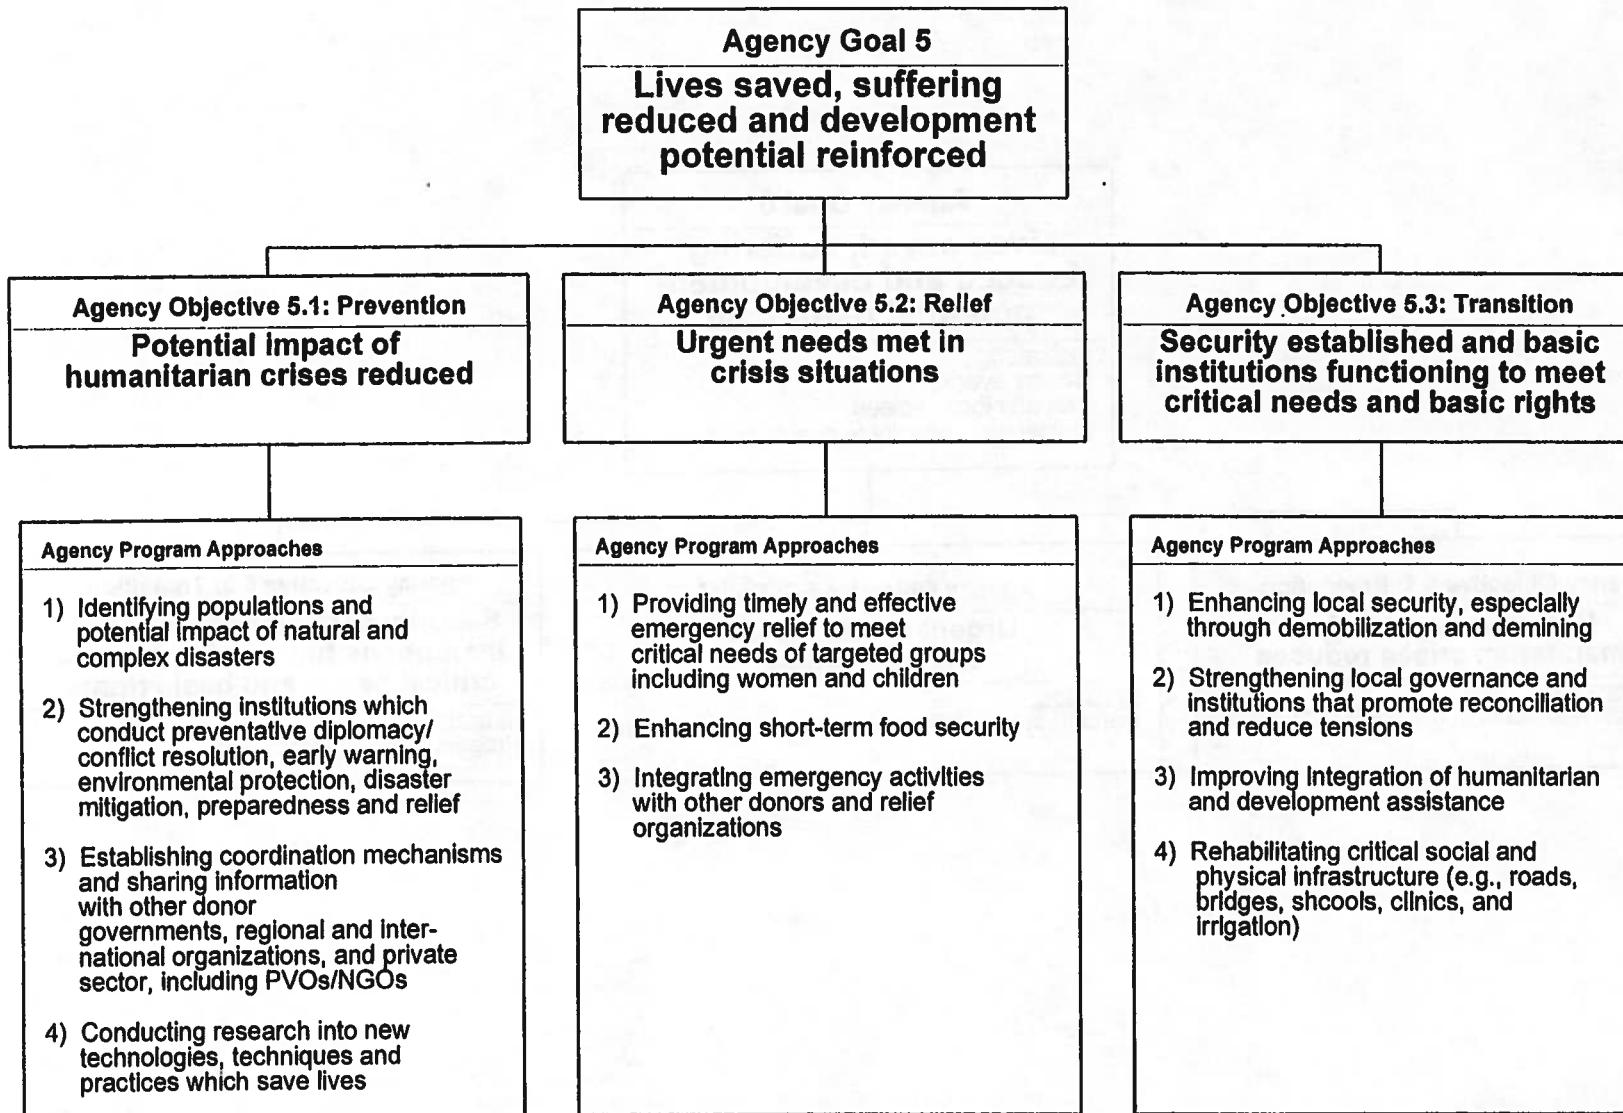 Agency Goal 5
Lives saved, suffering
reduced and development
potential reinforced
Agency Objective 5.1: Prevention
Potential impact of
humanitarian crises reduced
Agency Objective 5.2: Relief
Urgent needs met in
crisis situations
Agency Objective 5.3: Transition
Security established and basic
institutions functioning to meet
critical needs and basic rights
Agency Program Approaches
1) Identifying populations and
potential impact of natural and
complex disasters
2) Strengthening institutions which
conduct preventative diplomacy/
conflict resolution, early warning,
environmental protection, disaster
mitigation, preparedness and relief
3) Establishing coordination mechanisms
and sharing information
with other donor
governments, regional and inter-
national organizations, and private
sector, including PVOs/NGOs
4) Conducting research into new
technologies, techniques and
practices which save lives
Agency Program Approaches
1) Providing timely and effective
emergency relief to meet
critical needs of targeted groups
including women and children
2) Enhancing short-term food security
3) Integrating emergency activities
with other donors and relief
organizations
Agency Program Approaches
1) Enhancing local security, especially
through demobilization and demining
2) Strengthening local governance and
institutions that promote reconciliation
and reduce tensions
3) Improving integration of humanitarian
and development assistance
4) Rehabilitating critical social and
physical infrastructure (e.g., roads,
bridges, shcools, clinics, and
irrigation)